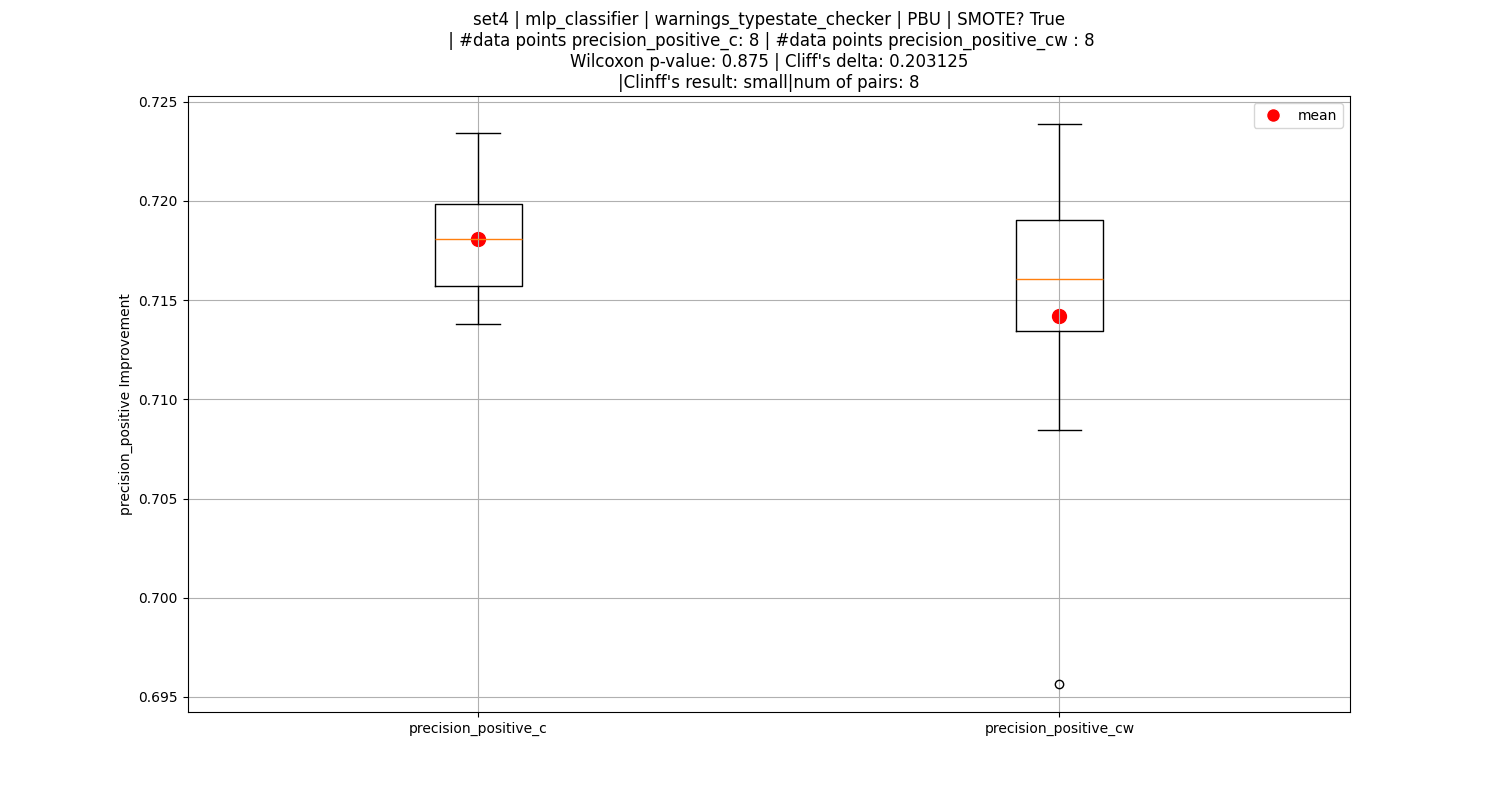 set4 | mlp_classifier | warnings_typestate_checker | PBU | SMOTE? True
| #data points precision_positive_c: 8 | #data points precision_positive_cw : 8
Wilcoxon p-value: 0.875 | Cliff's delta: 0.203125
|Clinff's result: small|num of pairs: 8
mean
precision_positive Improvement
0.725
0.720
0.715
0.710
0.705
0.700
0.695
precision_positive_c
precision_positive_cw